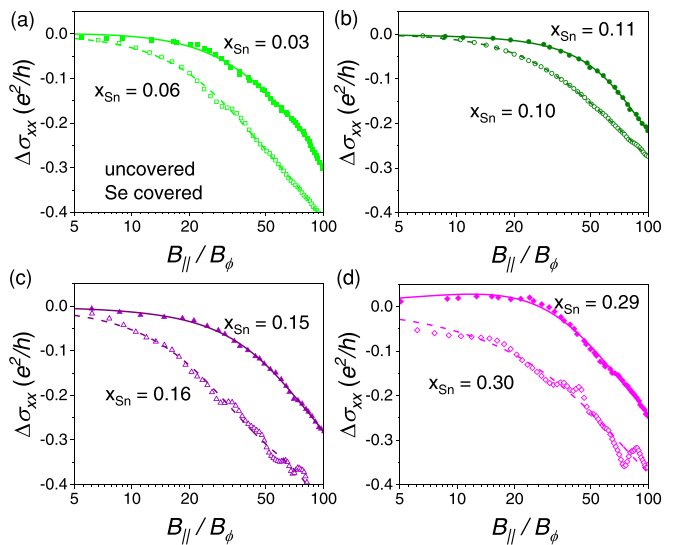 (a)
0.0
-0.1
-0.2
-0.3
-0.4
Δσxx (e²/h)
xSn = 0.03
xSn = 0.06
uncovered
Se covered
5
10
20
50
100
B|| / Bϕ
(b)
0.0
-0.1
-0.2
-0.3
-0.4
Δσxx (e²/h)
xSn = 0.11
xSn = 0.10
5
10
20
50
100
B|| / Bϕ
(c)
0.0
-0.1
-0.2
-0.3
-0.4
Δσxx (e²/h)
xSn = 0.15
xSn = 0.16
5
10
20
50
100
B|| / Bϕ
(d)
0.0
-0.1
-0.2
-0.3
-0.4
Δσxx (e²/h)
xSn = 0.29
xSn = 0.30
5
10
20
50
100
B|| / Bϕ